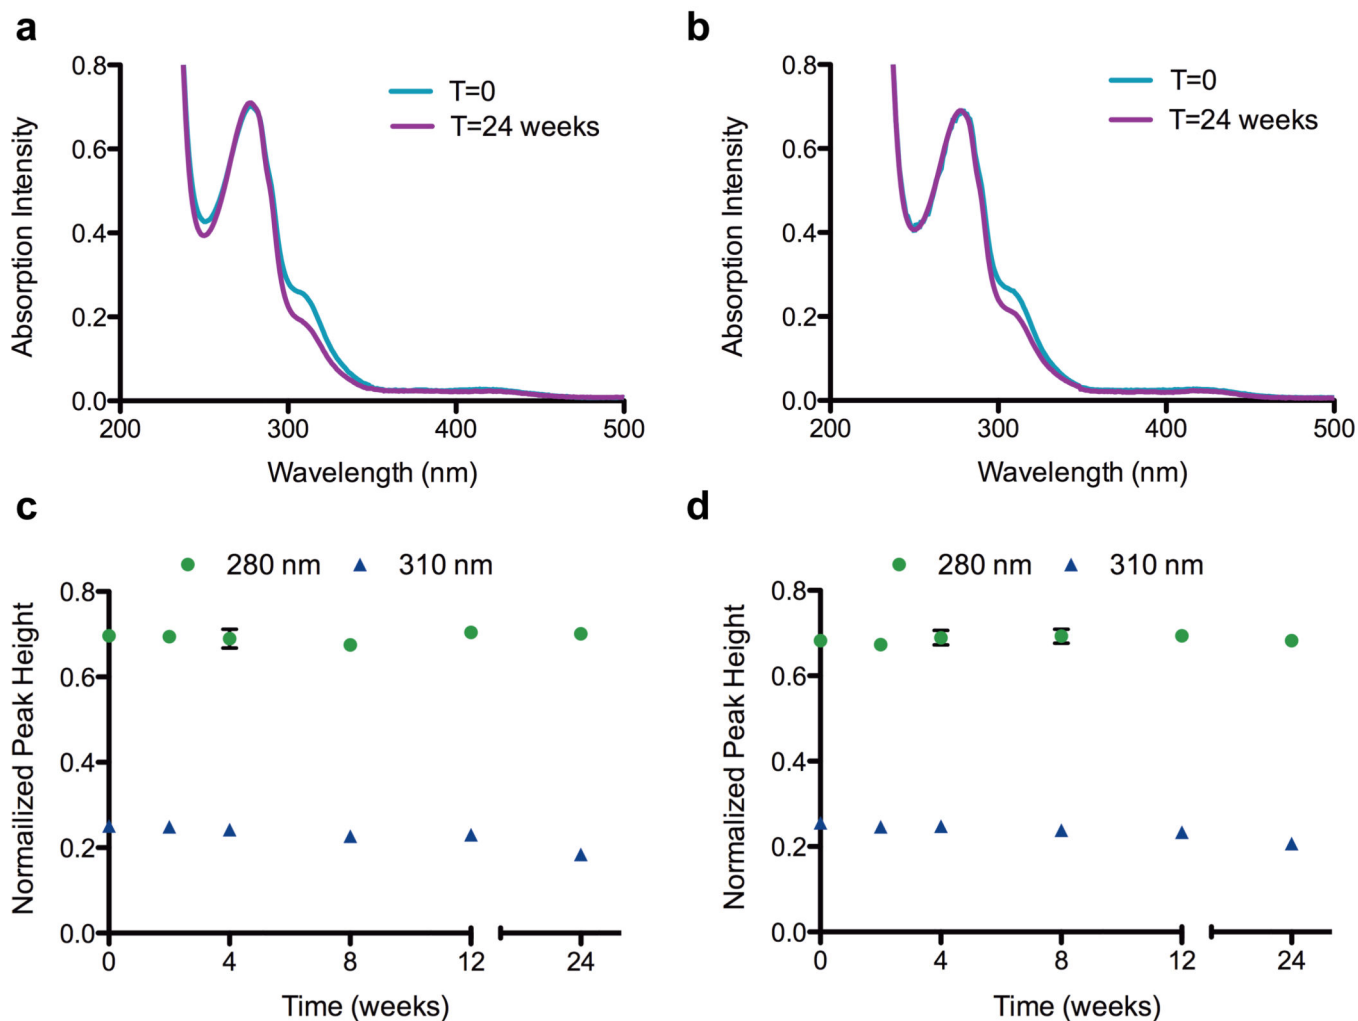 a
0.8
0.6
0.4
0.2
0.0
Absorption Intensity
T=0
T=24 weeks
200
300
400
500
Wavelength (nm)
b
0.8
0.6
0.4
0.2
0.0
Absorption Intensity
T=0
T=24 weeks
200
300
400
500
Wavelength (nm)
c
280 nm
310 nm
0.8
0.6
0.4
0.2
0.0
Normailized Peak Height
0
4
8
12
24
Time (weeks)
d
280 nm
310 nm
0.8
0.6
0.4
0.2
0.0
Normalized Peak Height
0
4
8
12
24
Time (weeks)